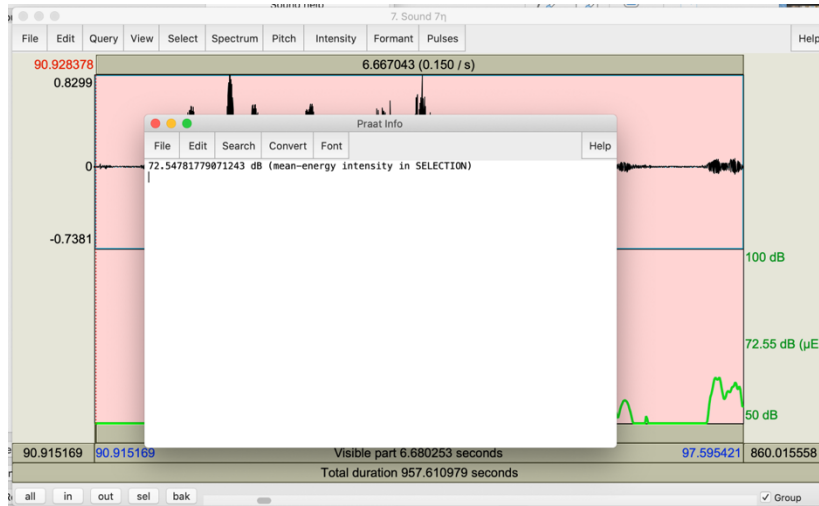 Sound help
7. Sound 7η
File Edit Query View Select Spectrum Pitch Intensity Formant Pulses Help
90.928378 6.667043 (0.150 / s)
0.8299
0
-0.7381
Praat Info
File Edit Search Convert Font Help
72.54781779071243 dB (mean-energy intensity in SELECTION)
100 dB
72.55 dB (µE
50 dB
90.915169 90.915169 Visible part 6.680253 seconds 97.595421 860.015558
Total duration 957.610979 seconds
all in out sel bak Group